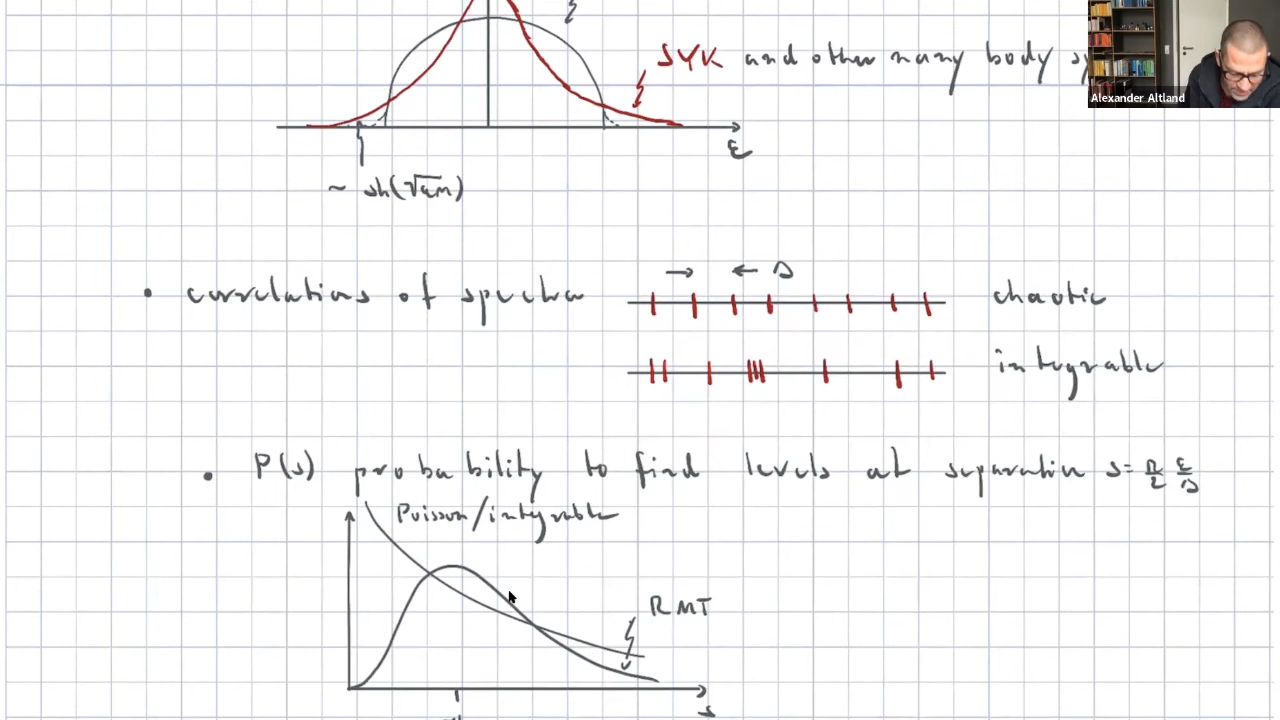 SYK and other many body
Alexander Altland
ε
~ sh(√εm)
→ ← Δ
• correlations of spectra
chaotic
integrable
• P(s) probability to find levels at separation s = π/2 ε/Δ
Poisson/integrable
RMT
s